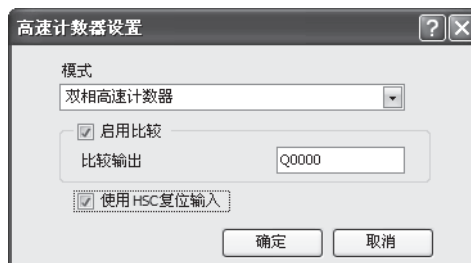 高速计数器设置
模式
双相高速计数器
启用比较
比较输出 Q0000
使用HSC复位输入
确定 取消